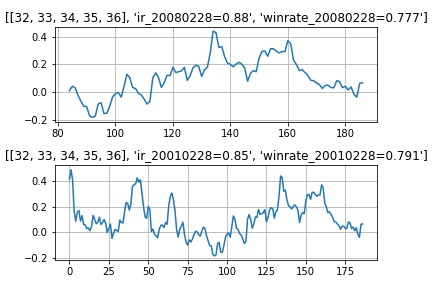 [[32, 33, 34, 35, 36], 'ir_20080228=0.88', 'winrate_20080228=0.777']
0.4
0.2
0.0
−0.2
80 100 120 140 160 180
[[32, 33, 34, 35, 36], 'ir_20010228=0.85', 'winrate_20010228=0.791']
0.4
0.2
0.0
−0.2
0 25 50 75 100 125 150 175